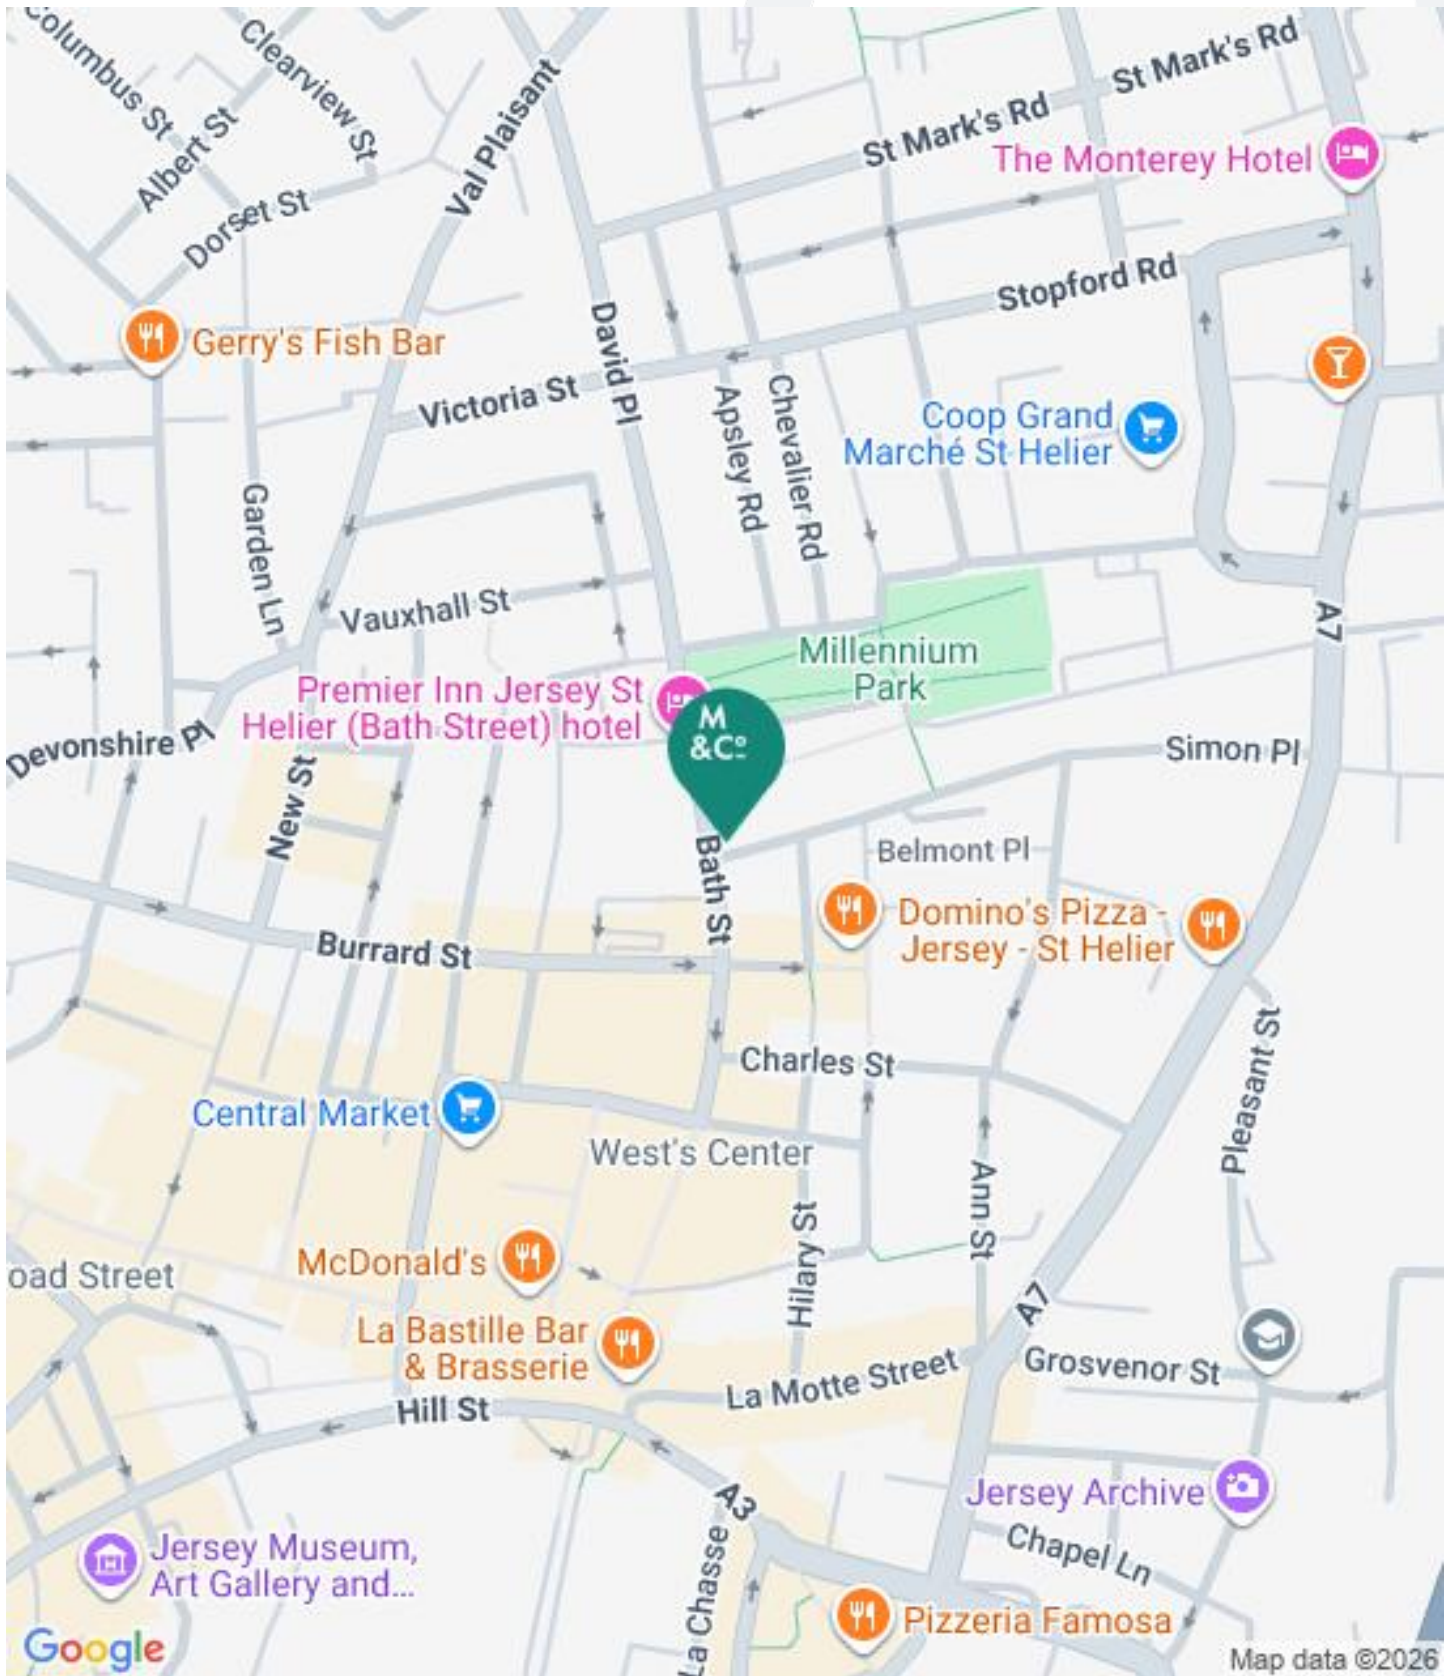 Columbus St
Clearview St
Albert St
Dorset St
Val Plaisant
St Mark's Rd
St Mark's Rd
The Monterey Hotel
Stopford Rd
Gerry's Fish Bar
David Pl
Victoria St
Apsley Rd
Chevalier Rd
Coop Grand
Marché St Helier
Garden Ln
Vauxhall St
A7
Millennium
Park
Premier Inn Jersey St
Helier (Bath Street) hotel
M
&Cº
Devonshire Pl
New St
Simon Pl
Bath St
Belmont Pl
Domino's Pizza -
Jersey - St Helier
Burrard St
Charles St
Pleasant St
Central Market
West's Center
Ann St
Hilary St
McDonald's
oad Street
La Bastille Bar
& Brasserie
A7
La Motte Street
Grosvenor St
Hill St
A3
Jersey Archive
La Chasse
Chapel Ln
Jersey Museum,
Art Gallery and...
Pizzeria Famosa
Google
Map data ©2026